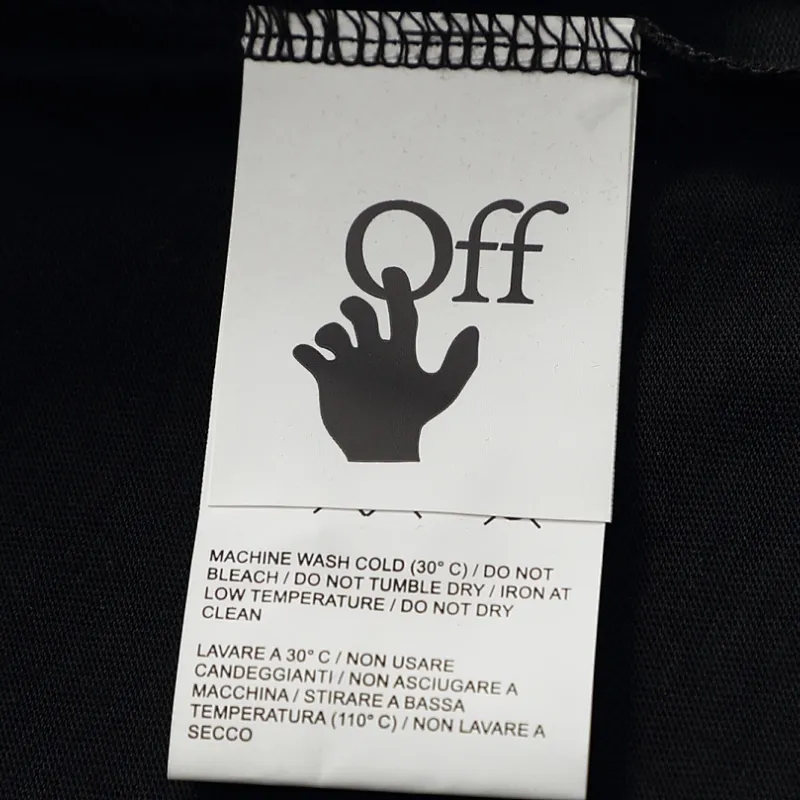 Off
MACHINE WASH COLD (30° C) / DO NOT
BLEACH / DO NOT TUMBLE DRY / IRON AT
LOW TEMPERATURE / DO NOT DRY
CLEAN
LAVARE A 30° C / NON USARE
CANDEGGIANTI / NON ASCIUGARE A
MACCHINA / STIRARE A BASSA
TEMPERATURA (110° C) / NON LAVARE A
SECCO